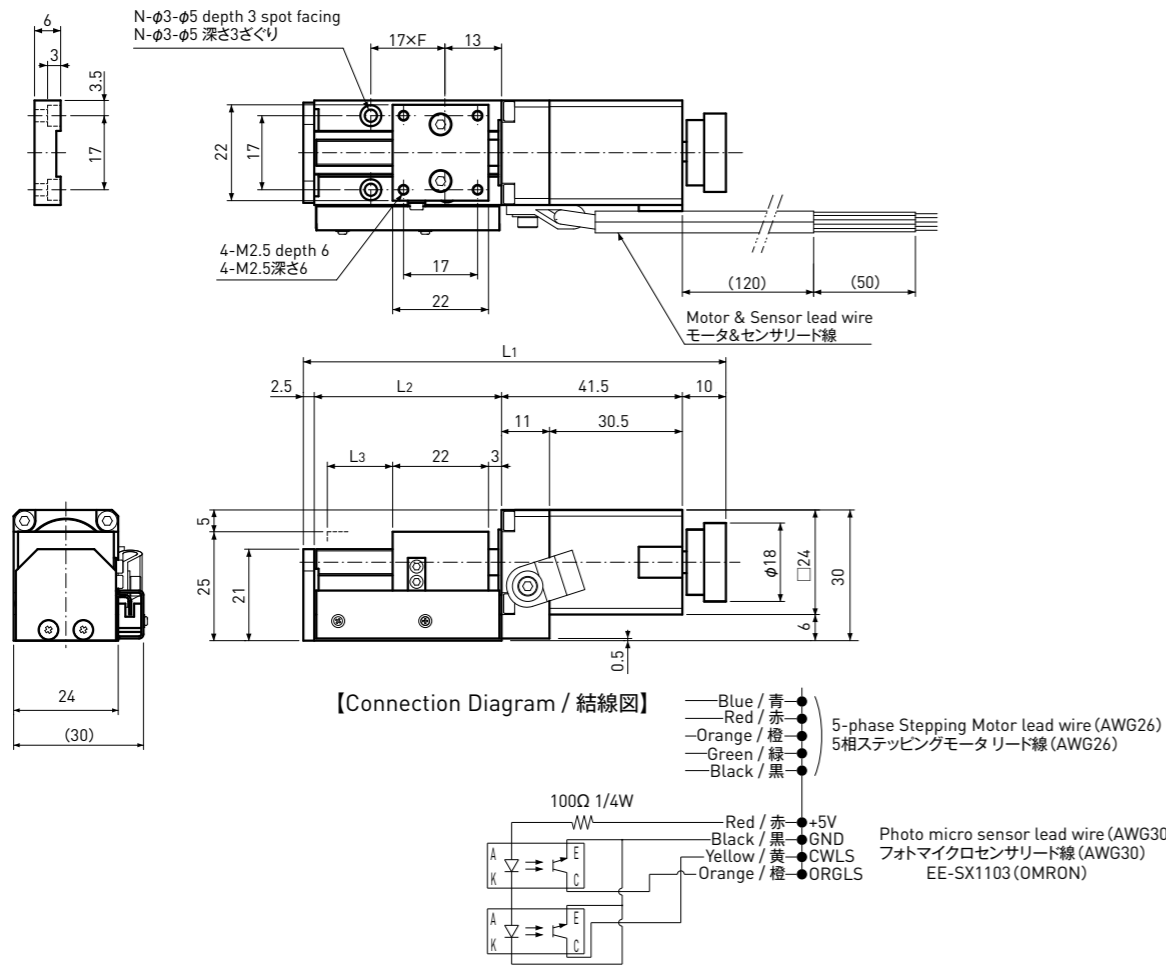 N-φ3-φ5 depth 3 spot facing
N-φ3-φ5 深さ3ざぐり
6
3
3.5
17
17×F
13
22
17
4-M2.5 depth 6
4-M2.5深さ6
17
22
(120)
(50)
Motor & Sensor lead wire
モータ&センサリード線
L1
2.5
L2
41.5
10
11
30.5
L3
22
3
5
25
21
φ18
□24
30
6
0.5
24
(30)
【Connection Diagram / 結線図】
Blue / 青
Red / 赤
Orange / 橙
Green / 緑
Black / 黒
5-phase Stepping Motor lead wire (AWG26)
5相ステッピングモータリード線 (AWG26)
100Ω 1/4W
Red / 赤 +5V
Black / 黒 GND
Yellow / 黄 CWLS
Orange / 橙 ORGLS
Photo micro sensor lead wire (AWG30
フォトマイクロセンサリード線 (AWG30)
EE-SX1103 (OMRON)
A E
K C
A E
K C